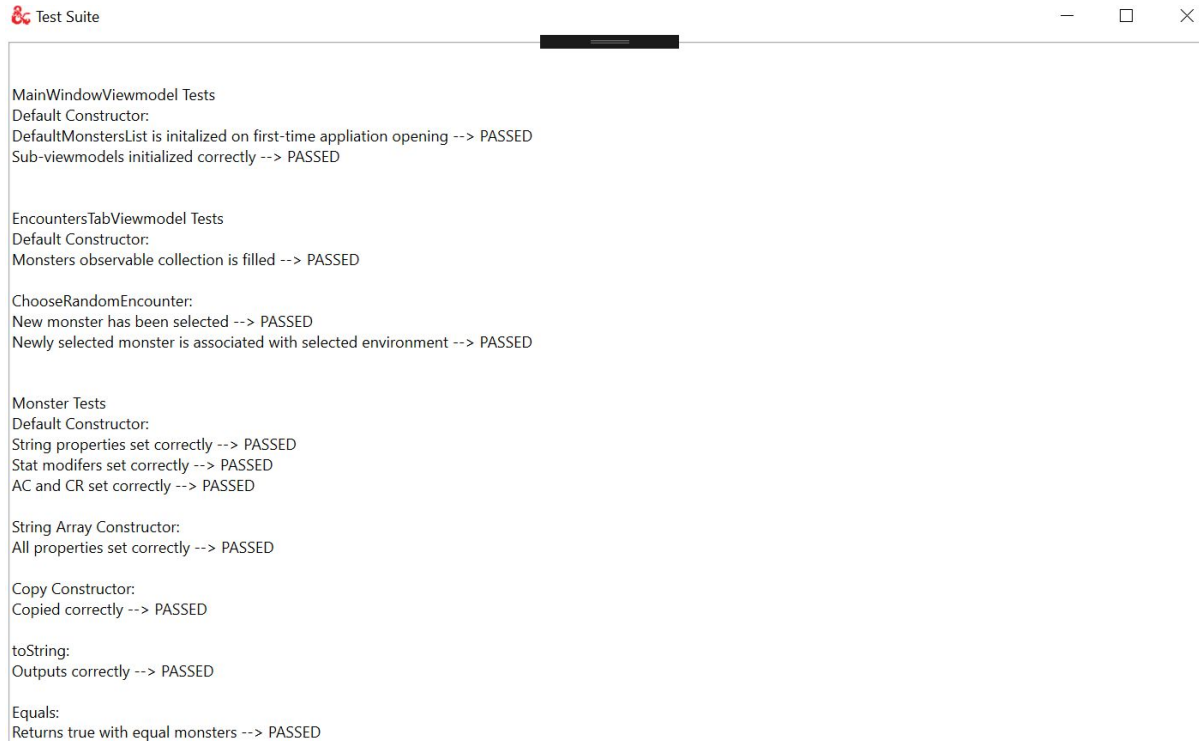 Test Suite
MainWindowViewmodel Tests
Default Constructor:
DefaultMonstersList is initalized on first-time appliation opening --> PASSED
Sub-viewmodels initialized correctly --> PASSED
EncountersTabViewmodel Tests
Default Constructor:
Monsters observable collection is filled --> PASSED
ChooseRandomEncounter:
New monster has been selected --> PASSED
Newly selected monster is associated with selected environment --> PASSED
Monster Tests
Default Constructor:
String properties set correctly --> PASSED
Stat modifers set correctly --> PASSED
AC and CR set correctly --> PASSED
String Array Constructor:
All properties set correctly --> PASSED
Copy Constructor:
Copied correctly --> PASSED
toString:
Outputs correctly --> PASSED
Equals:
Returns true with equal monsters --> PASSED